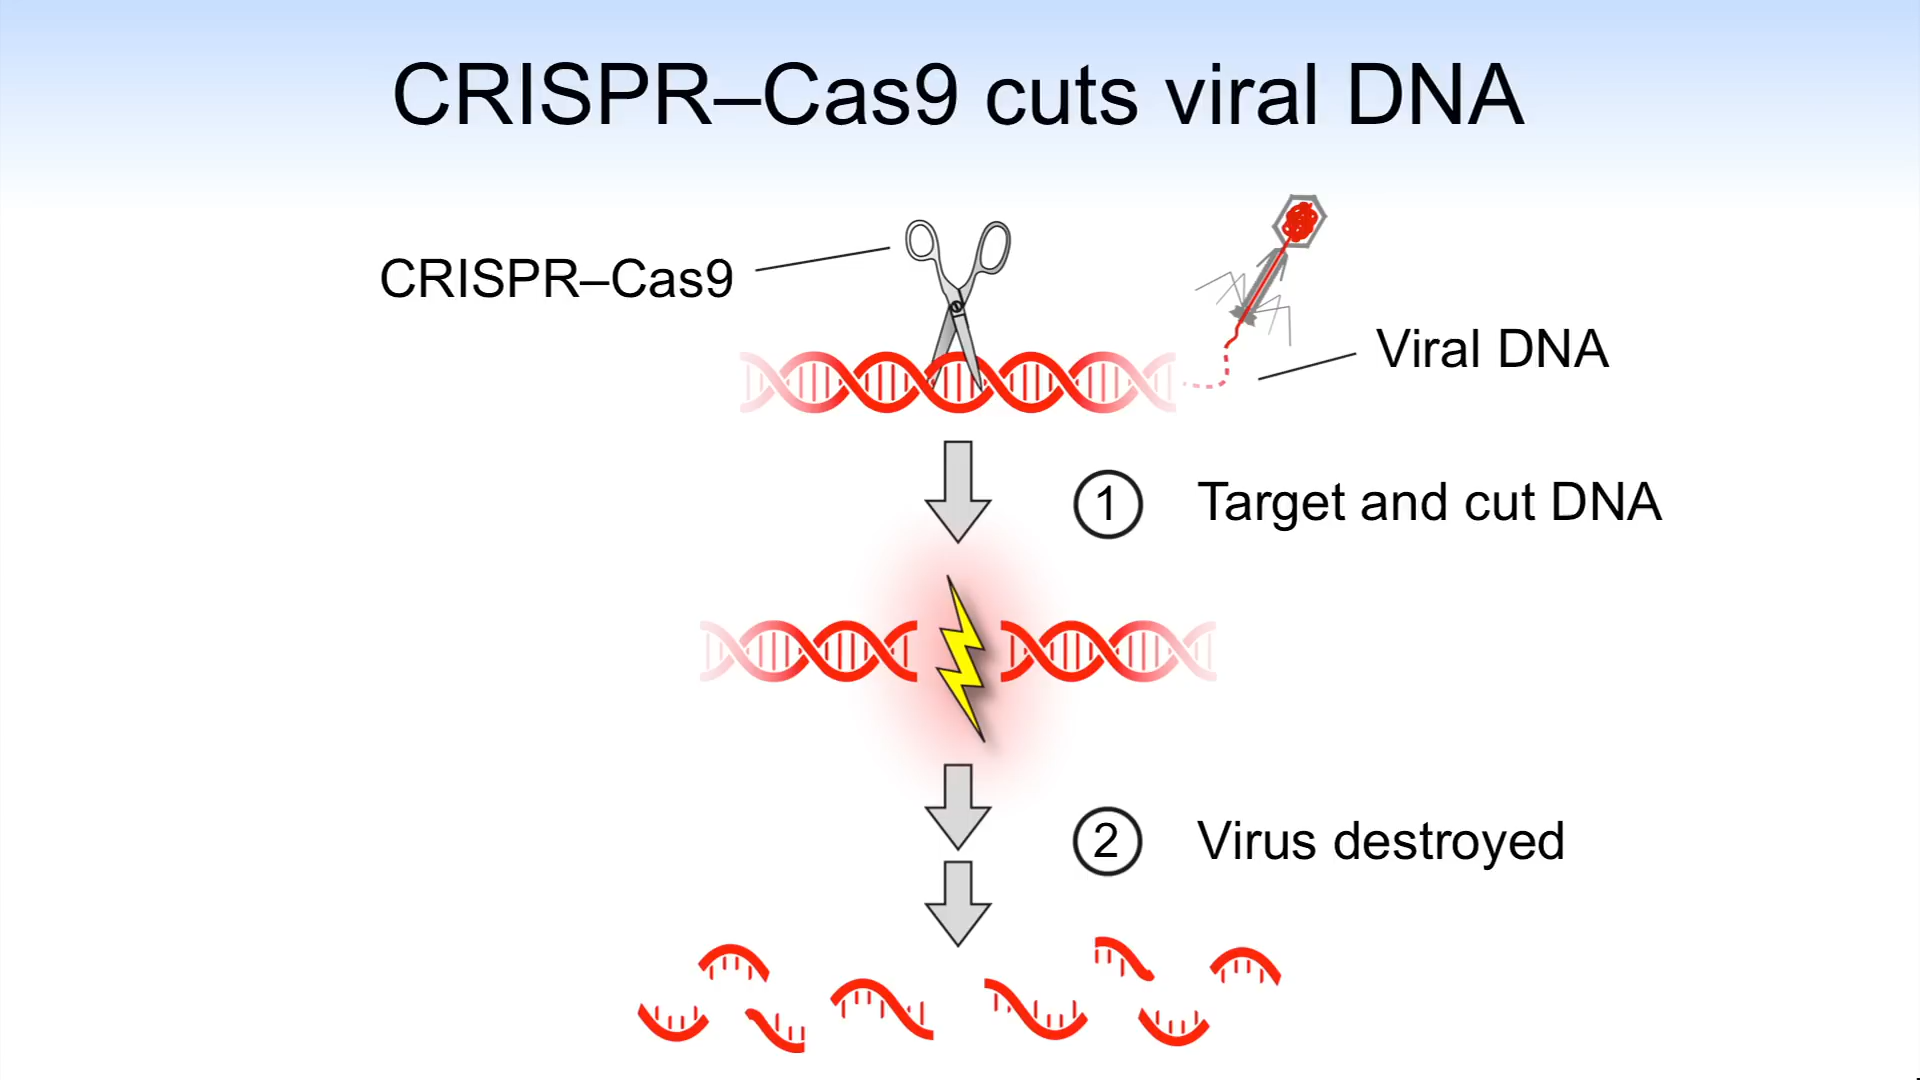 CRISPR–Cas9 cuts viral DNA
CRISPR–Cas9
Viral DNA
1 Target and cut DNA
2 Virus destroyed